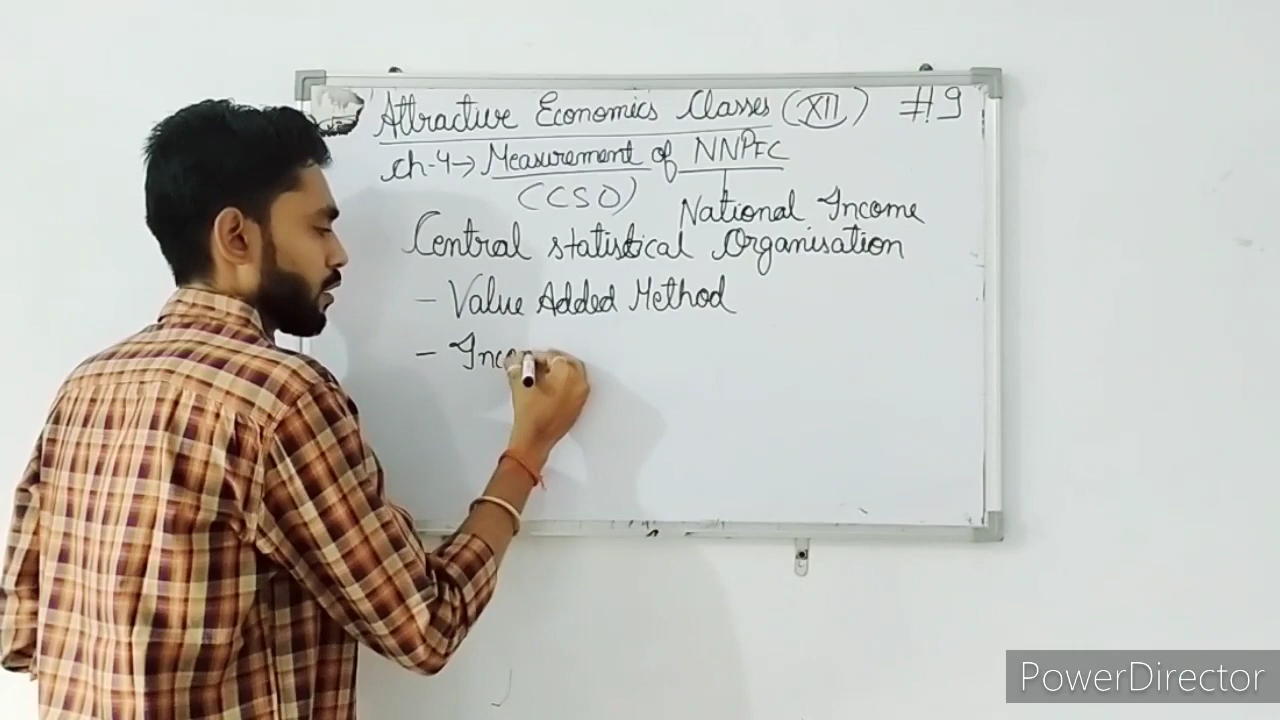 Attractive Economics Classes (XII) #9
ch-4→ Measurement of NNPFC
(CSO)
National Income
Central statistical Organisation
- Value Added Method
- Inco
PowerDirector